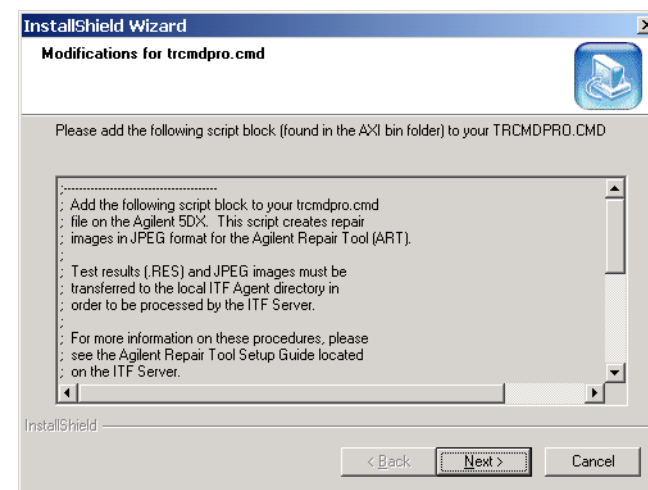 InstallShield Wizard
Modifications for trcmdpro.cmd
Please add the following script block (found in the AXI bin folder) to your TRCMDPRO.CMD
;----------------------------------------
; Add the following script block to your trcmdpro.cmd
; file on the Agilent 5DX.  This script creates repair
; images in JPEG format for the Agilent Repair Tool (ART).
;
; Test results (.RES) and JPEG images must be
; transferred to the local ITF Agent directory in
; order to be processed by the ITF Server.
;
; For more information on these procedures, please
; see the Agilent Repair Tool Setup Guide located
; on the ITF Server.
InstallShield
< Back
Next >
Cancel